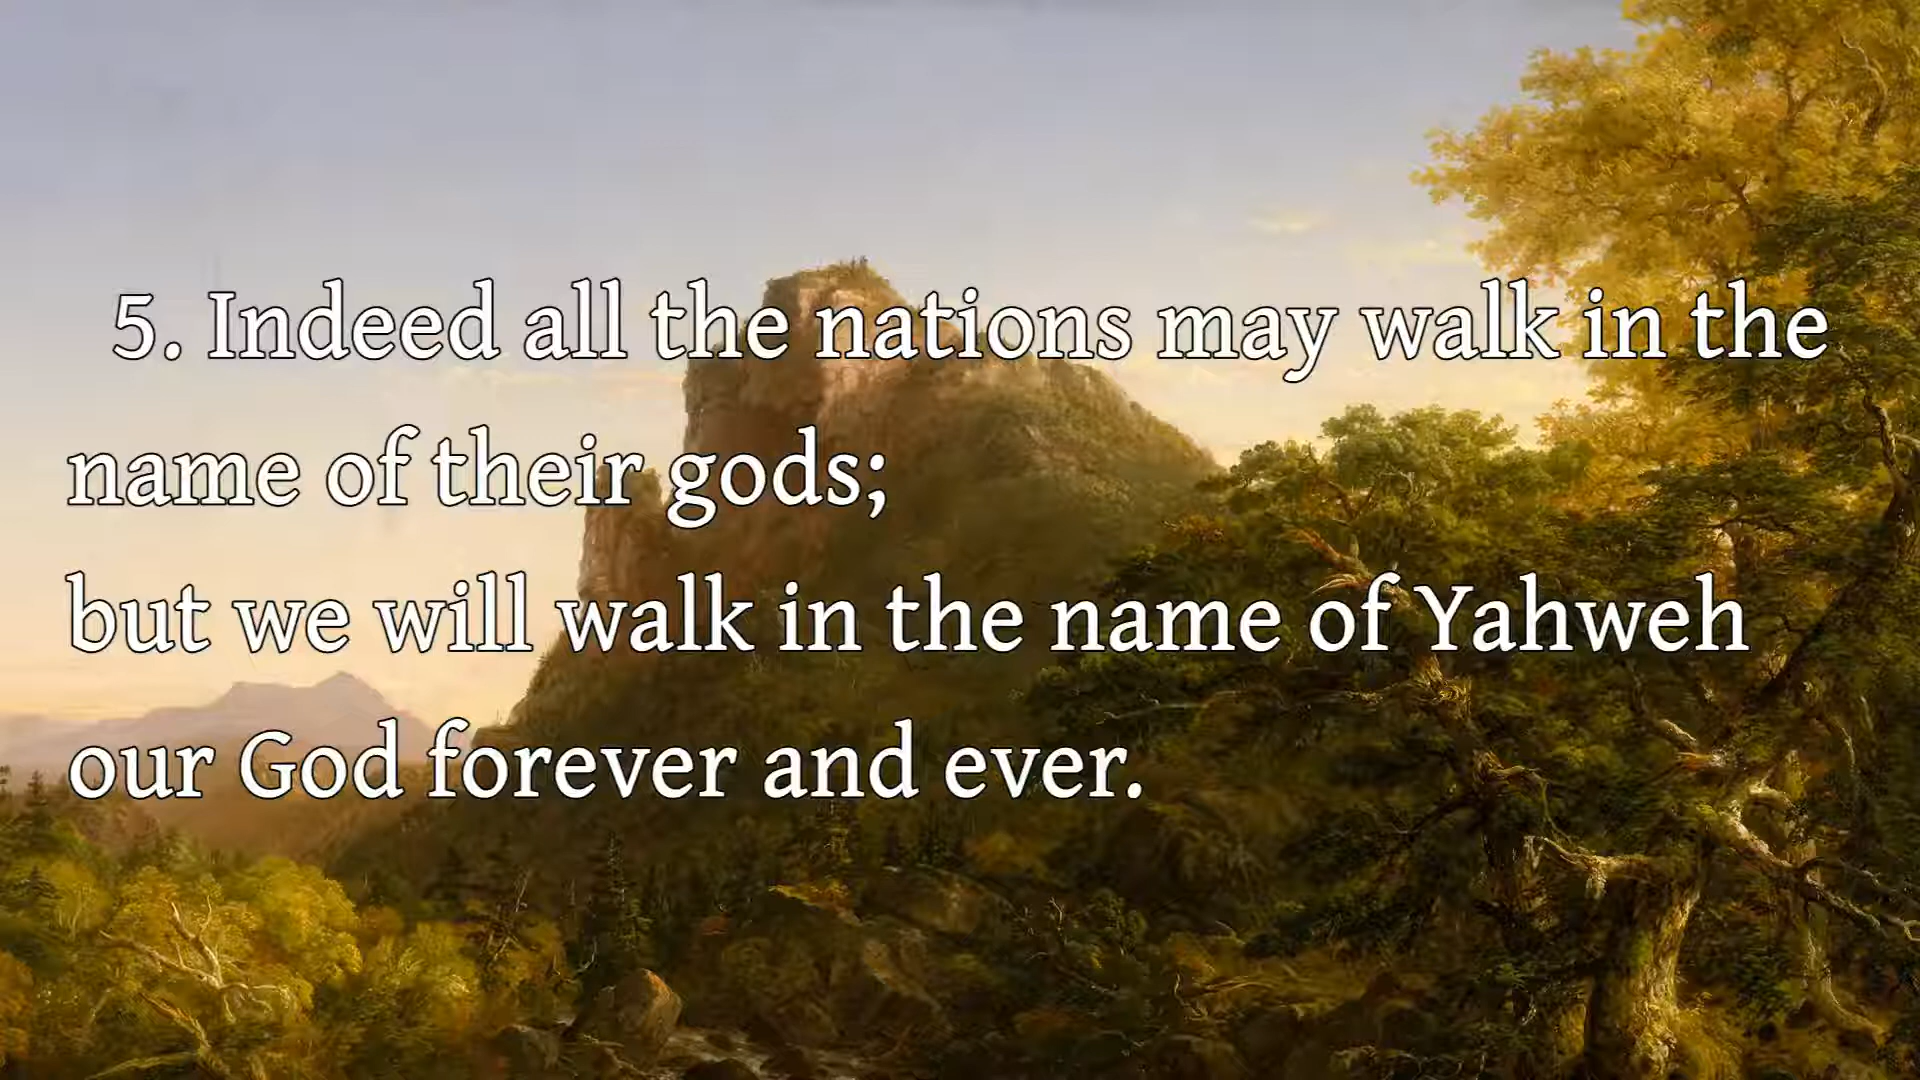 5. Indeed all the nations may walk in the
name of their gods;
but we will walk in the name of Yahweh
our God forever and ever.